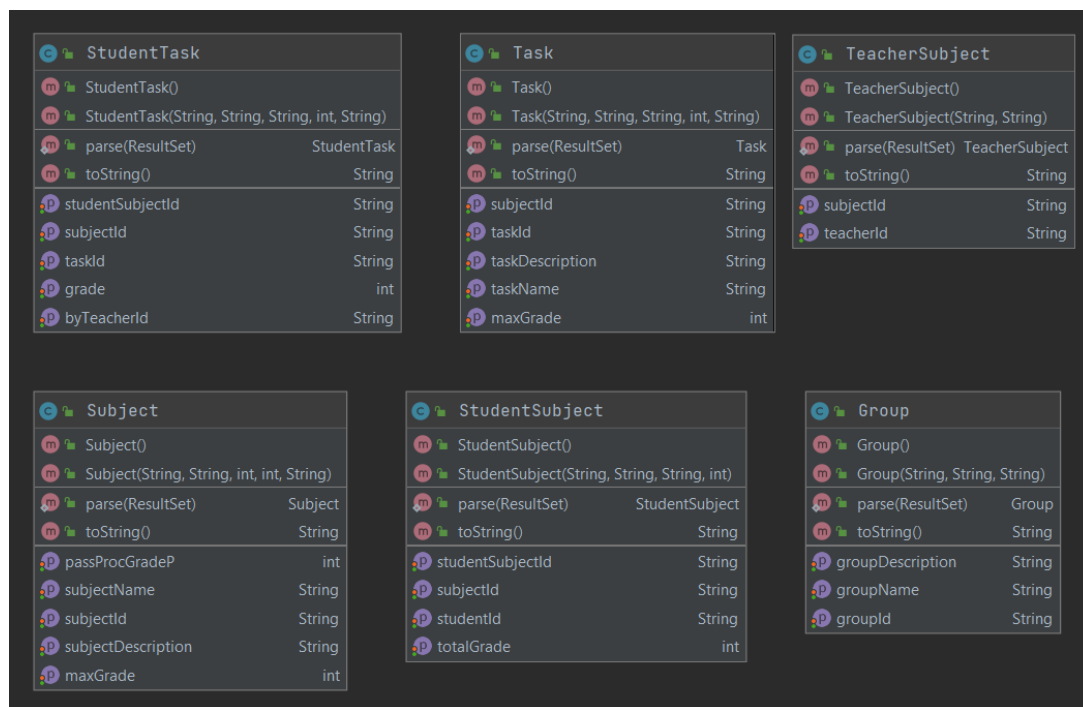 StudentTask
StudentTask()
StudentTask(String, String, String, int, String)
parse(ResultSet) StudentTask
toString() String
studentSubjectId String
subjectId String
taskId String
grade int
byTeacherId String
Task
Task()
Task(String, String, String, int, String)
parse(ResultSet) Task
toString() String
subjectId String
taskId String
taskDescription String
taskName String
maxGrade int
TeacherSubject
TeacherSubject()
TeacherSubject(String, String)
parse(ResultSet) TeacherSubject
toString() String
subjectId String
teacherId String
Subject
Subject()
Subject(String, String, int, int, String)
parse(ResultSet) Subject
toString() String
passProcGradeP int
subjectName String
subjectId String
subjectDescription String
maxGrade int
StudentSubject
StudentSubject()
StudentSubject(String, String, String, int)
parse(ResultSet) StudentSubject
toString() String
studentSubjectId String
subjectId String
studentId String
totalGrade int
Group
Group()
Group(String, String, String)
parse(ResultSet) Group
toString() String
groupDescription String
groupName String
groupId String